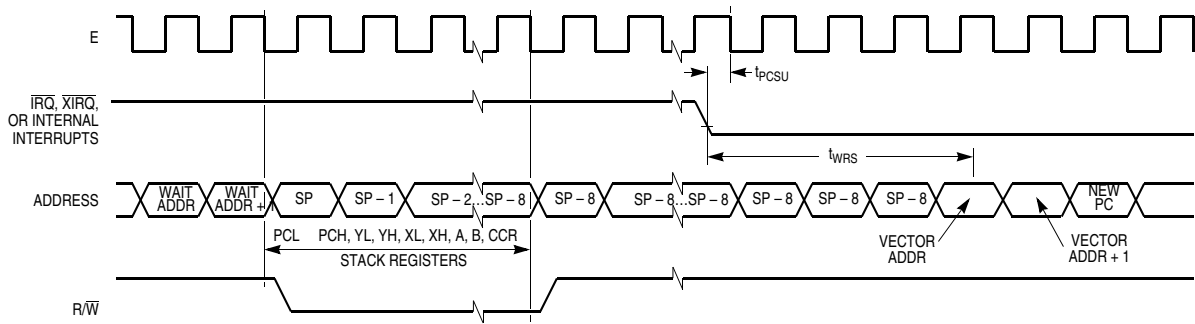 E
tPCSU
IRQ, XIRQ,
OR INTERNAL
INTERRUPTS
tWRS
ADDRESS
WAIT
ADDR
WAIT
ADDR + 1
SP
SP – 1
SP – 2...SP – 8
SP – 8
SP – 8...SP – 8
SP – 8
SP – 8
SP – 8
NEW
PC
VECTOR
ADDR
VECTOR
ADDR + 1
PCL PCH, YL, YH, XL, XH, A, B, CCR
STACK REGISTERS
R/W